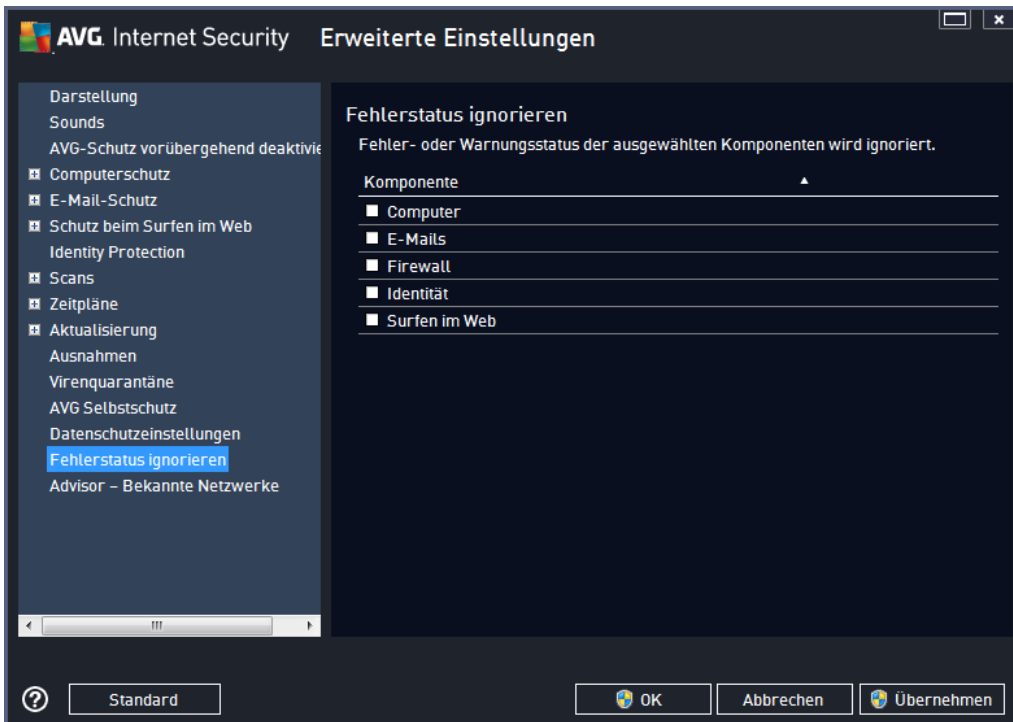 AVG. Internet Security Erweiterte Einstellungen
Darstellung
Sounds
AVG-Schutz vorübergehend deaktivie
Computerschutz
E-Mail-Schutz
Schutz beim Surfen im Web
Identity Protection
Scans
Zeitpläne
Aktualisierung
Ausnahmen
Virenquarantäne
AVG Selbstschutz
Datenschutzeinstellungen
Fehlerstatus ignorieren
Advisor – Bekannte Netzwerke
Fehlerstatus ignorieren
Fehler- oder Warnungsstatus der ausgewählten Komponenten wird ignoriert.
Komponente
Computer
E-Mails
Firewall
Identität
Surfen im Web
? Standard OK Abbrechen Übernehmen